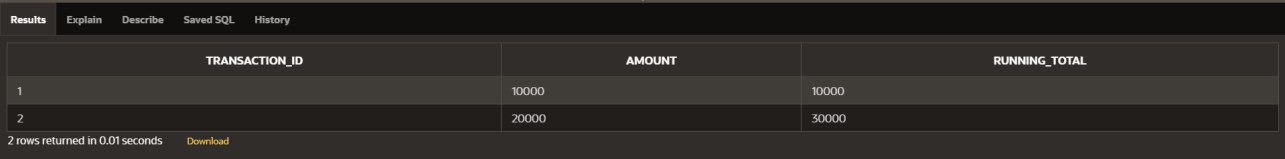 Results Explain Describe Saved SQL History
TRANSACTION_ID AMOUNT RUNNING_TOTAL
1 10000 10000
2 20000 30000
2 rows returned in 0.01 seconds Download